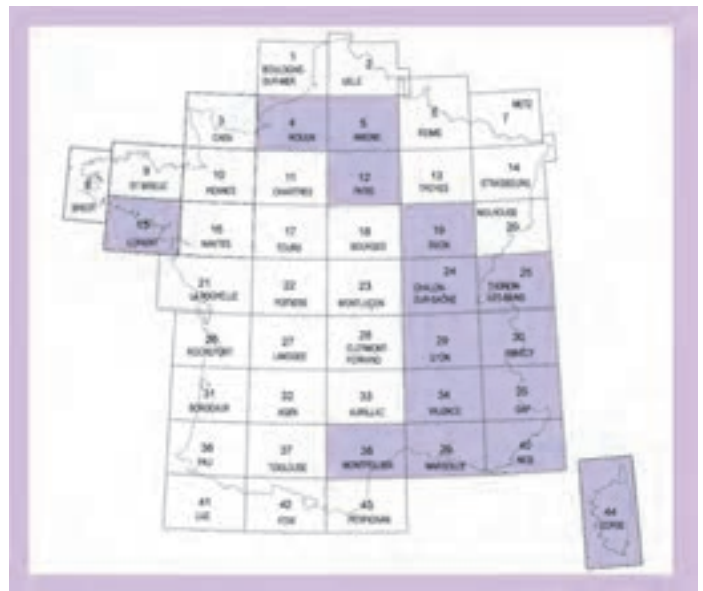 1
BOULOGNE-
SUR-MER
2
LILLE
3
CAEN
4
ROUEN
5
AMIENS
6
REIMS
METZ
7
8
BREST
9
ST BRIEUC
10
RENNES
11
CHARTRES
12
PARIS
13
TROYES
14
STRASBOURG
15
LORIENT
16
NANTES
17
TOURS
18
BOURGES
19
DIJON
MULHOUSE
20
21
LA ROCHELLE
22
POITIERS
23
MONTLUÇON
24
CHALON-
SUR-SAÔNE
25
THONON-
LES-BAINS
26
ROCHEFORT
27
LIMOGES
28
CLERMONT-
FERRAND
29
LYON
30
ANNECY
31
BORDEAUX
32
AGEN
33
AURILLAC
34
VALENCE
35
GAP
36
PAU
37
TOULOUSE
38
MONTPELLIER
39
MARSEILLE
40
NICE
41
LUZ
42
FOIX
43
PERPIGNAN
44
CORSE